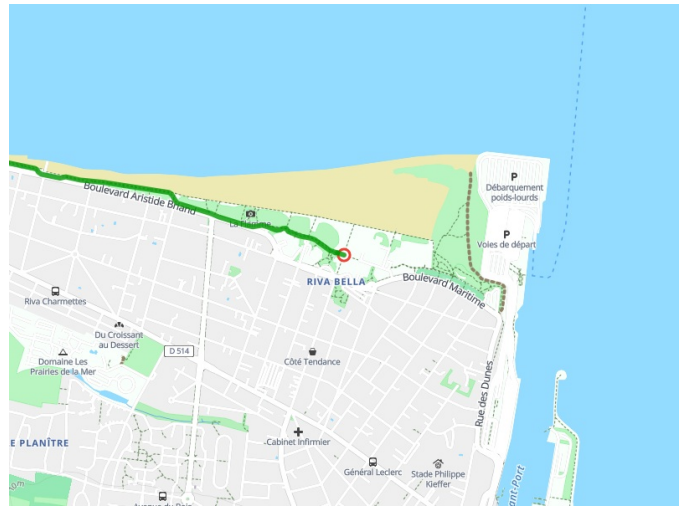 P
Débarquement
poids-lourds
Boulevard Aristide Briand
P
Voies de départ
RIVA BELLA
Boulevard Maritime
Riva Charmettes
Du Croissant
au Dessert
D 514
Côté Tendance
Domaine Les
Prairies de la Mer
Rue des Dunes
E PLANÎTRE
Cabinet Infirmier
Général Leclerc
Stade Philippe
Kieffer
ant-Port